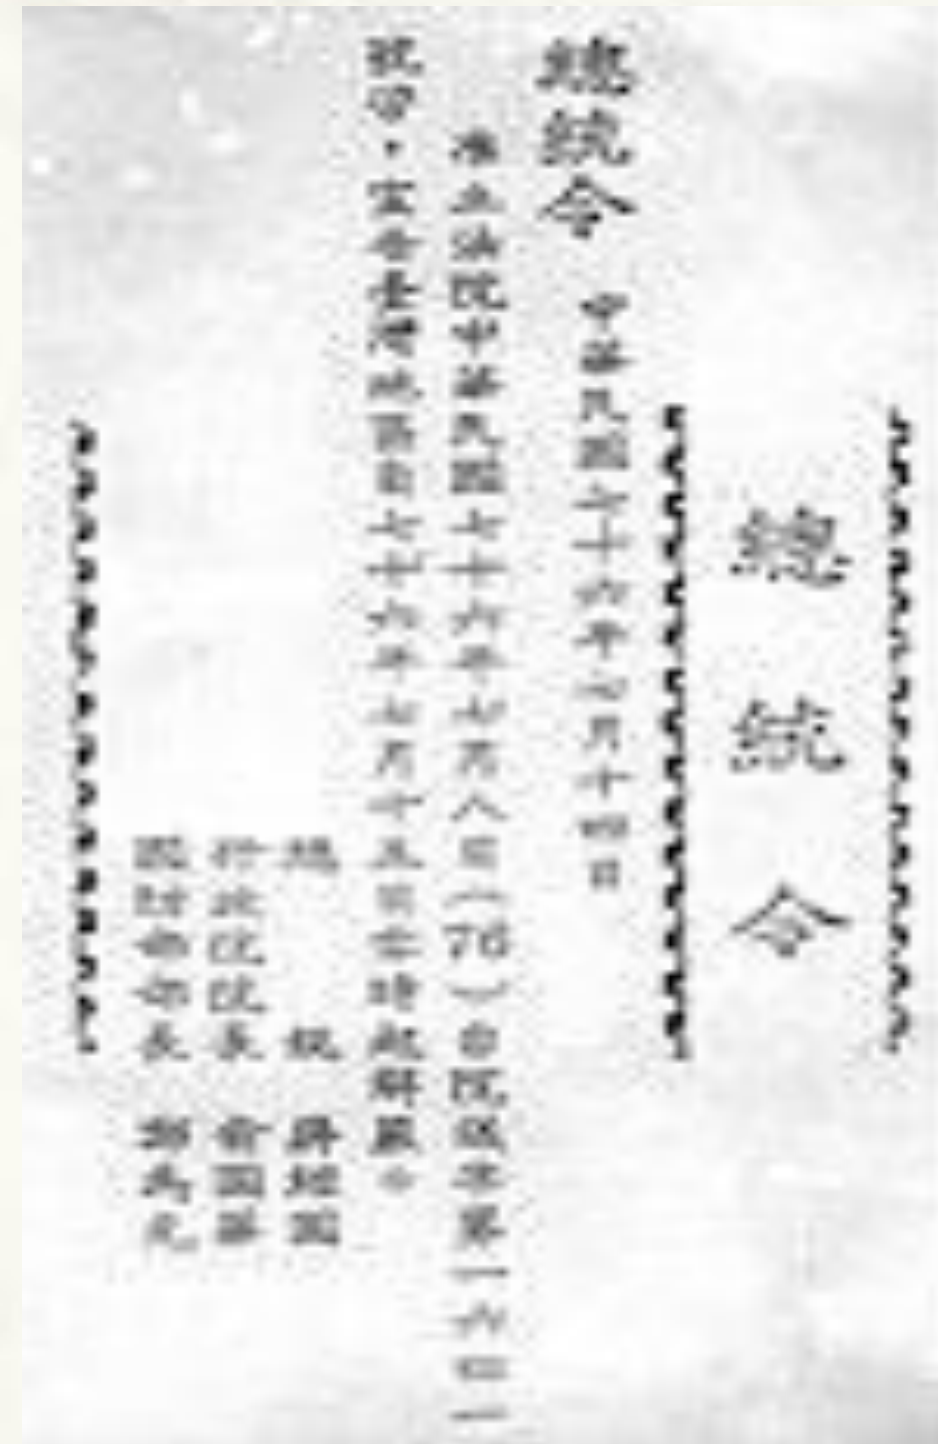 總統令
總統令 中華民國七十六年七月十四日
准立法院中華民國七十六年七月八日(76)台院議字第一六四一
號咨,宣告臺灣地區自七十六年七月十五日零時起解嚴。
總統 蔣經國
行政院院長 俞國華
國防部部長 鄭為元